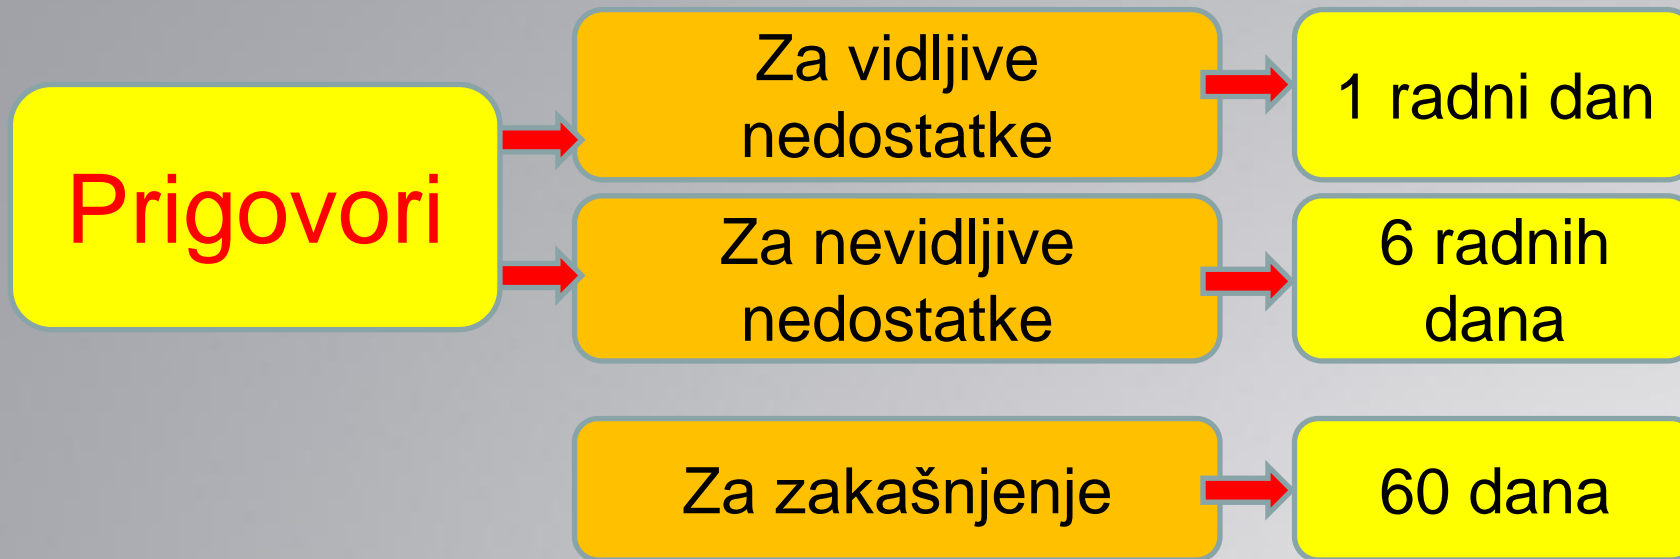 Prigovori
Za vidljive
nedostatke
1 radni dan
Za nevidljive
nedostatke
6 radnih
dana
Za zakašnjenje
60 dana